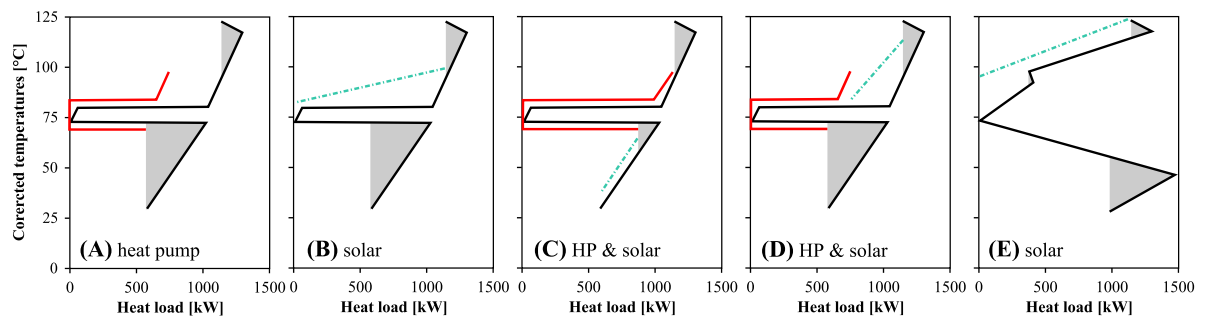 Corercted temperatures [°C]
125
100
75
50
25
0
(A) heat pump
(B) solar
(C) HP & solar
(D) HP & solar
(E) solar
0 500 1000 1500
0 500 1000 1500
0 500 1000 1500
0 500 1000 1500
0 500 1000 1500
Heat load [kW]
Heat load [kW]
Heat load [kW]
Heat load [kW]
Heat load [kW]